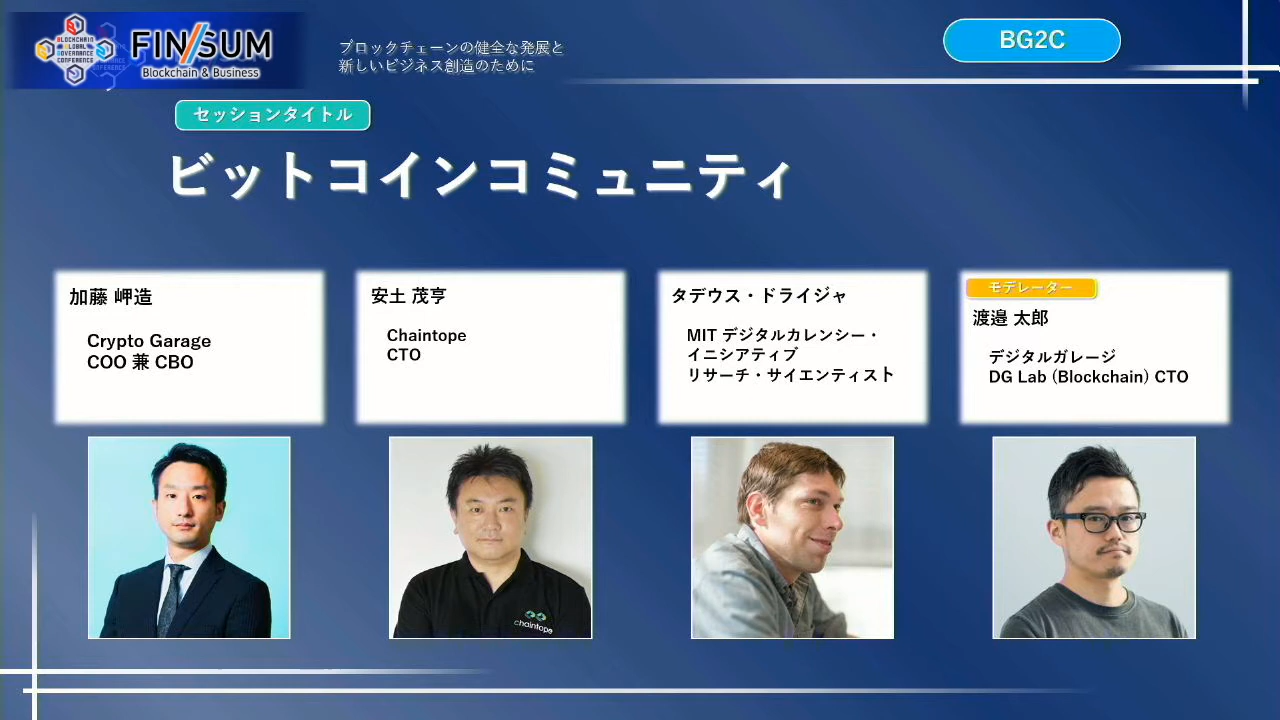 BLOCKCHAIN
GLOBAL
GOVERNANCE
CONFERENCE
FIN/SUM
Blockchain & Business
ブロックチェーンの健全な発展と
新しいビジネス創造のために
BG2C
セッションタイトル
ビットコインコミュニティ
加藤 岬造
Crypto Garage
COO 兼 CBO
安土 茂亨
Chaintope
CTO
タデウス・ドライジャ
MIT デジタルカレンシー・
イニシアティブ
リサーチ・サイエンティスト
モデレーター
渡邉 太郎
デジタルガレージ
DG Lab (Blockchain) CTO
chaintope